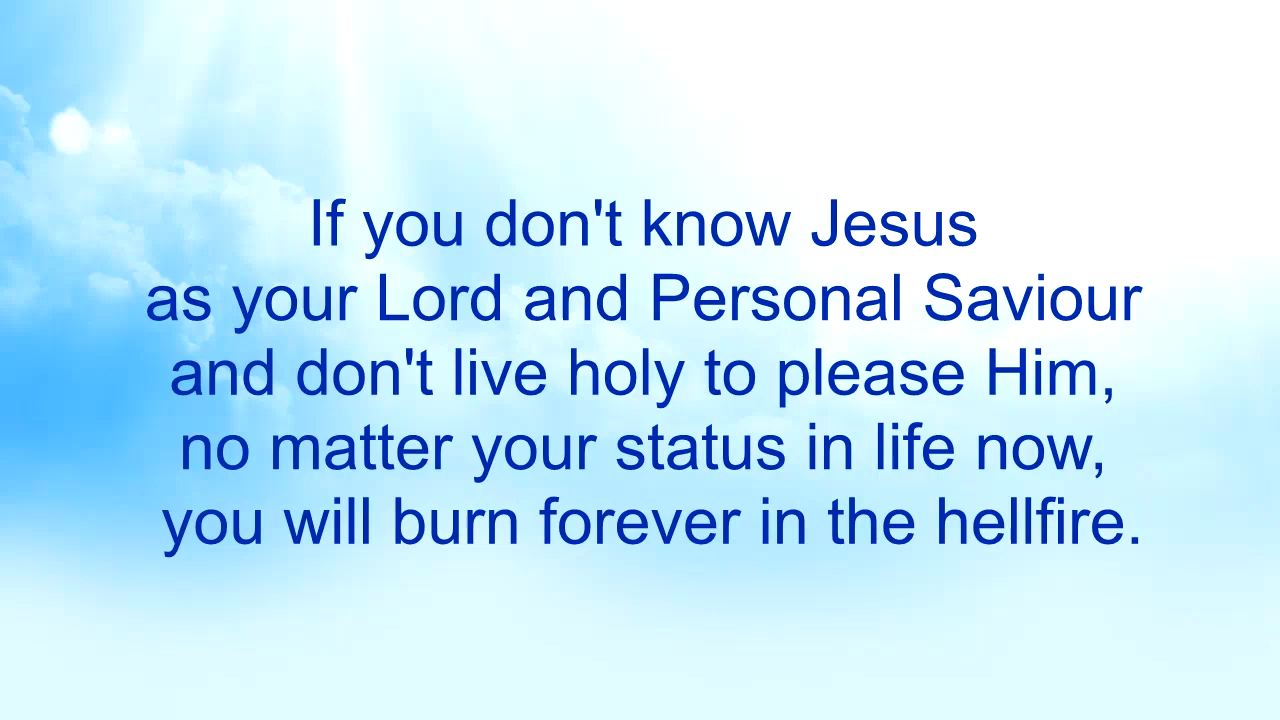 If you don't know Jesus
as your Lord and Personal Saviour
and don't live holy to please Him,
no matter your status in life now,
you will burn forever in the hellfire.